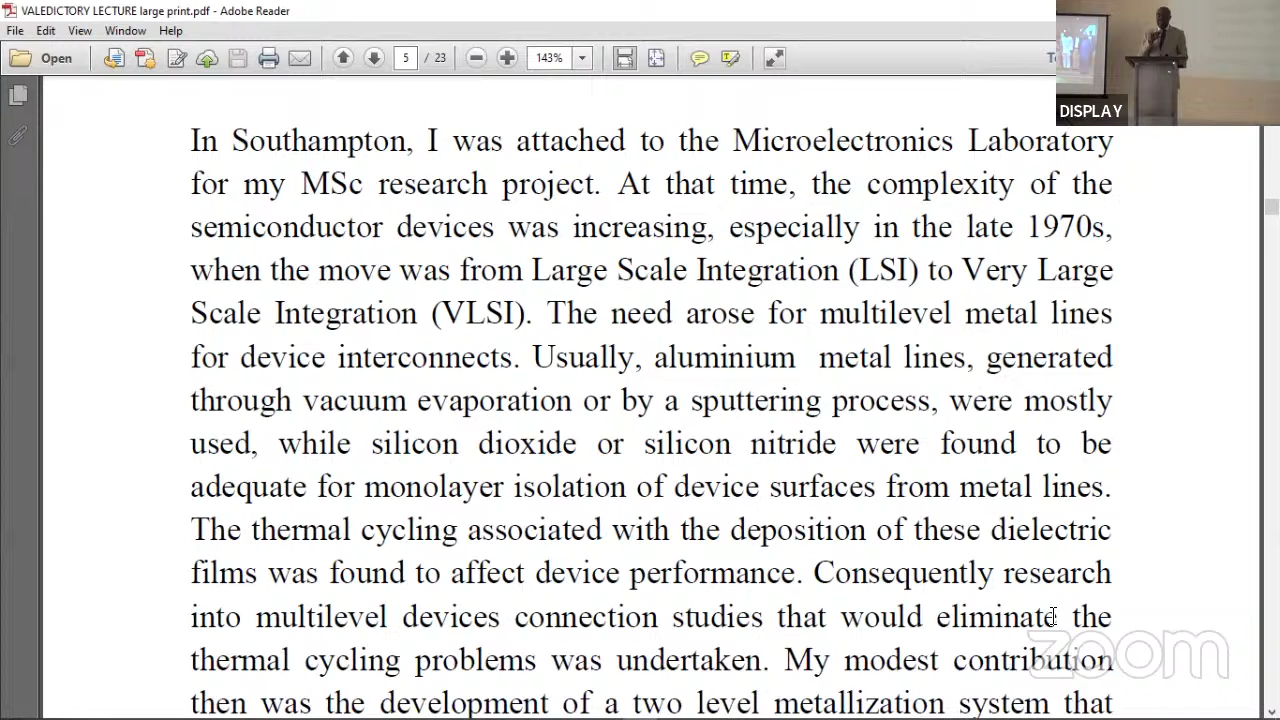 VALEDICTORY LECTURE large print.pdf - Adobe Reader
File Edit View Window Help
Open 5 / 23 143%
DISPLAY
In Southampton, I was attached to the Microelectronics Laboratory
for my MSc research project. At that time, the complexity of the
semiconductor devices was increasing, especially in the late 1970s,
when the move was from Large Scale Integration (LSI) to Very Large
Scale Integration (VLSI). The need arose for multilevel metal lines
for device interconnects. Usually, aluminium metal lines, generated
through vacuum evaporation or by a sputtering process, were mostly
used, while silicon dioxide or silicon nitride were found to be
adequate for monolayer isolation of device surfaces from metal lines.
The thermal cycling associated with the deposition of these dielectric
films was found to affect device performance. Consequently research
into multilevel devices connection studies that would eliminate the
thermal cycling problems was undertaken. My modest contribution
then was the development of a two level metallization system that
zoom